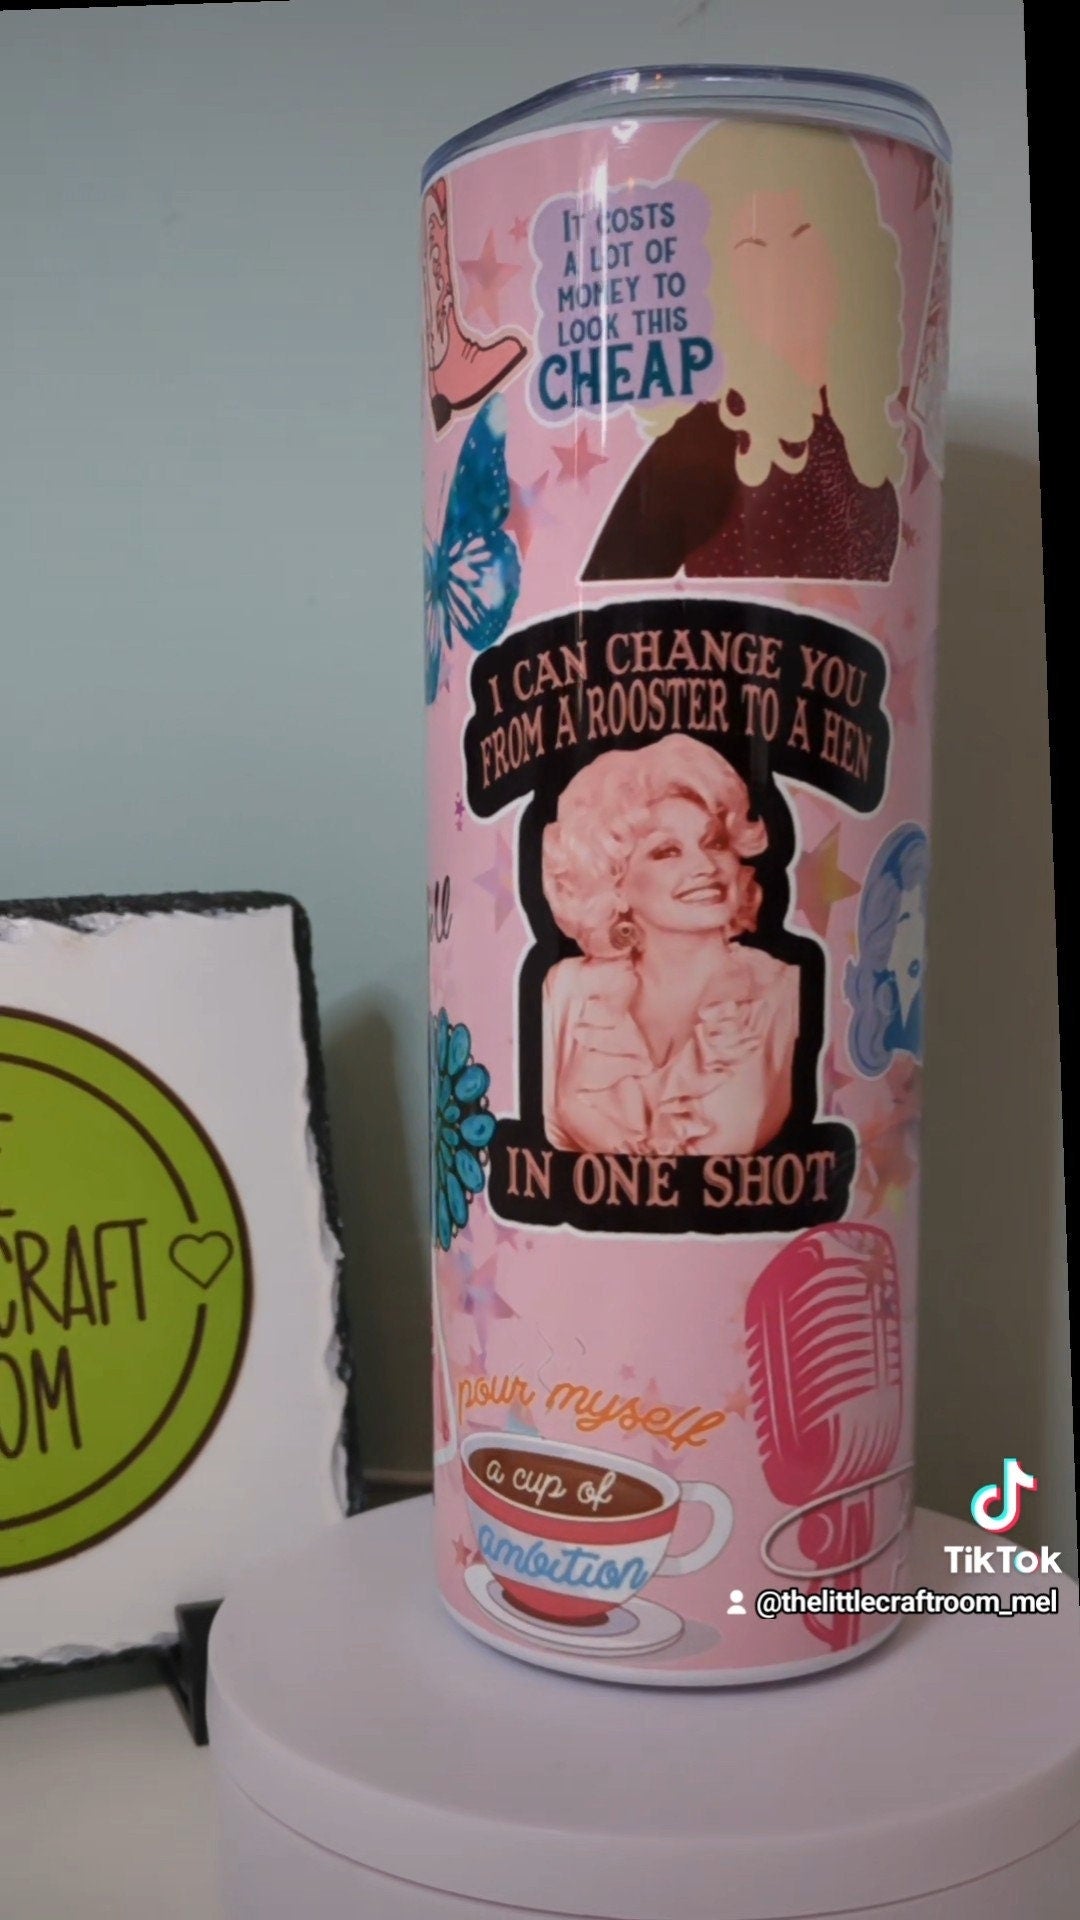 IT COSTS
A LOT OF
MONEY TO
LOOK THIS
CHEAP
I CAN CHANGE YOU
FROM A ROOSTER TO A HEN
IN ONE SHOT
pour myself
a cup of
ambition
CRAFT
TikTok
@thelittlecraftroom_mel